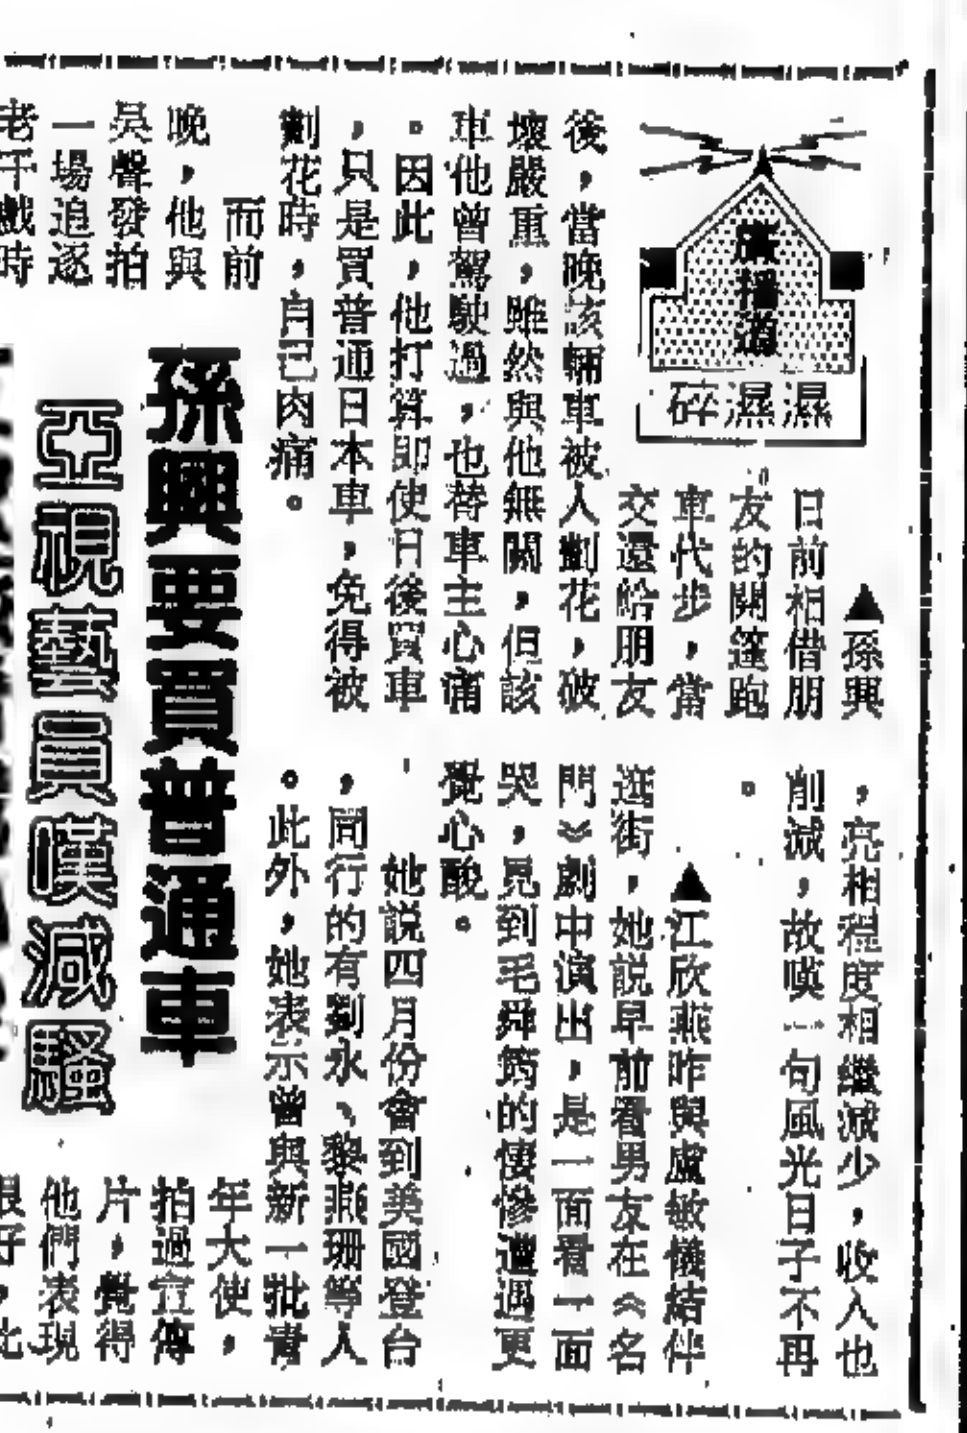 廣播道
碎濕濕
孫興要買普通車
亞視藝員嘆減騷
▲孫興
日前相借朋
友的開篷跑
車代步，當
交還給朋友
後，當晚該輛車被人劃花，破
壞嚴重，雖然與他無關，但該
車他曾駕駛過，也替車主心痛
。因此，他打算即使日後買車
，只是買普通日本車，免得被
劃花時，自己肉痛。
而前
晚，他與
吳聲發拍
一場追逐
老千戲時
，亮相程度相繼減少，收入也
削減，故嘆一句風光日子不再
。
▲江欣燕昨與盧敏儀結伴
逛街，她說早前看男友在《名
門》劇中演出，是一面看一面
哭，見到毛舜筠的悽慘遭遇更
覺心酸。
她說四月份會到美國登台
，同行的有劉永、黎燕珊等人
。此外，她表示曾與新一批青
年大使，
拍過宣傳
片，覺得
他們表現
很好，比